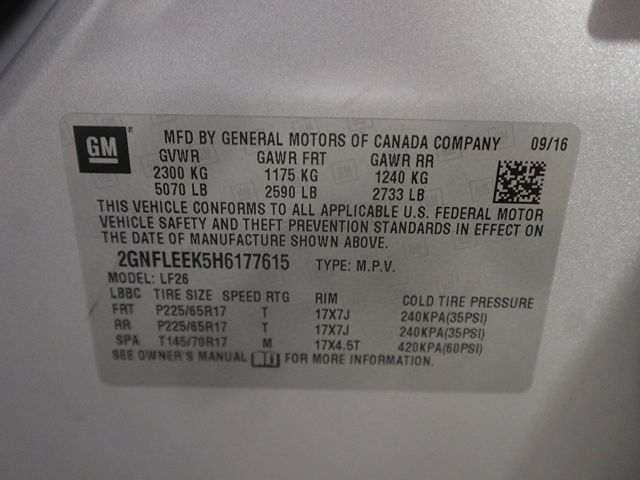 GM
MFD BY GENERAL MOTORS OF CANADA COMPANY 09/16
GVWR GAWR FRT GAWR RR
2300 KG 1175 KG 1240 KG
5070 LB 2590 LB 2733 LB
THIS VEHICLE CONFORMS TO ALL APPLICABLE U.S. FEDERAL MOTOR
VEHICLE SAFETY AND THEFT PREVENTION STANDARDS IN EFFECT ON
THE DATE OF MANUFACTURE SHOWN ABOVE.
2GNFLEEK5H6177615 TYPE: M.P.V.
MODEL: LF26
LBBC TIRE SIZE SPEED RTG RIM COLD TIRE PRESSURE
FRT P225/65R17 T 17X7J 240KPA(35PSI)
RR P225/65R17 T 17X7J 240KPA(35PSI)
SPA T145/70R17 M 17X4.5T 420KPA(60PSI)
SEE OWNER'S MANUAL FOR MORE INFORMATION.